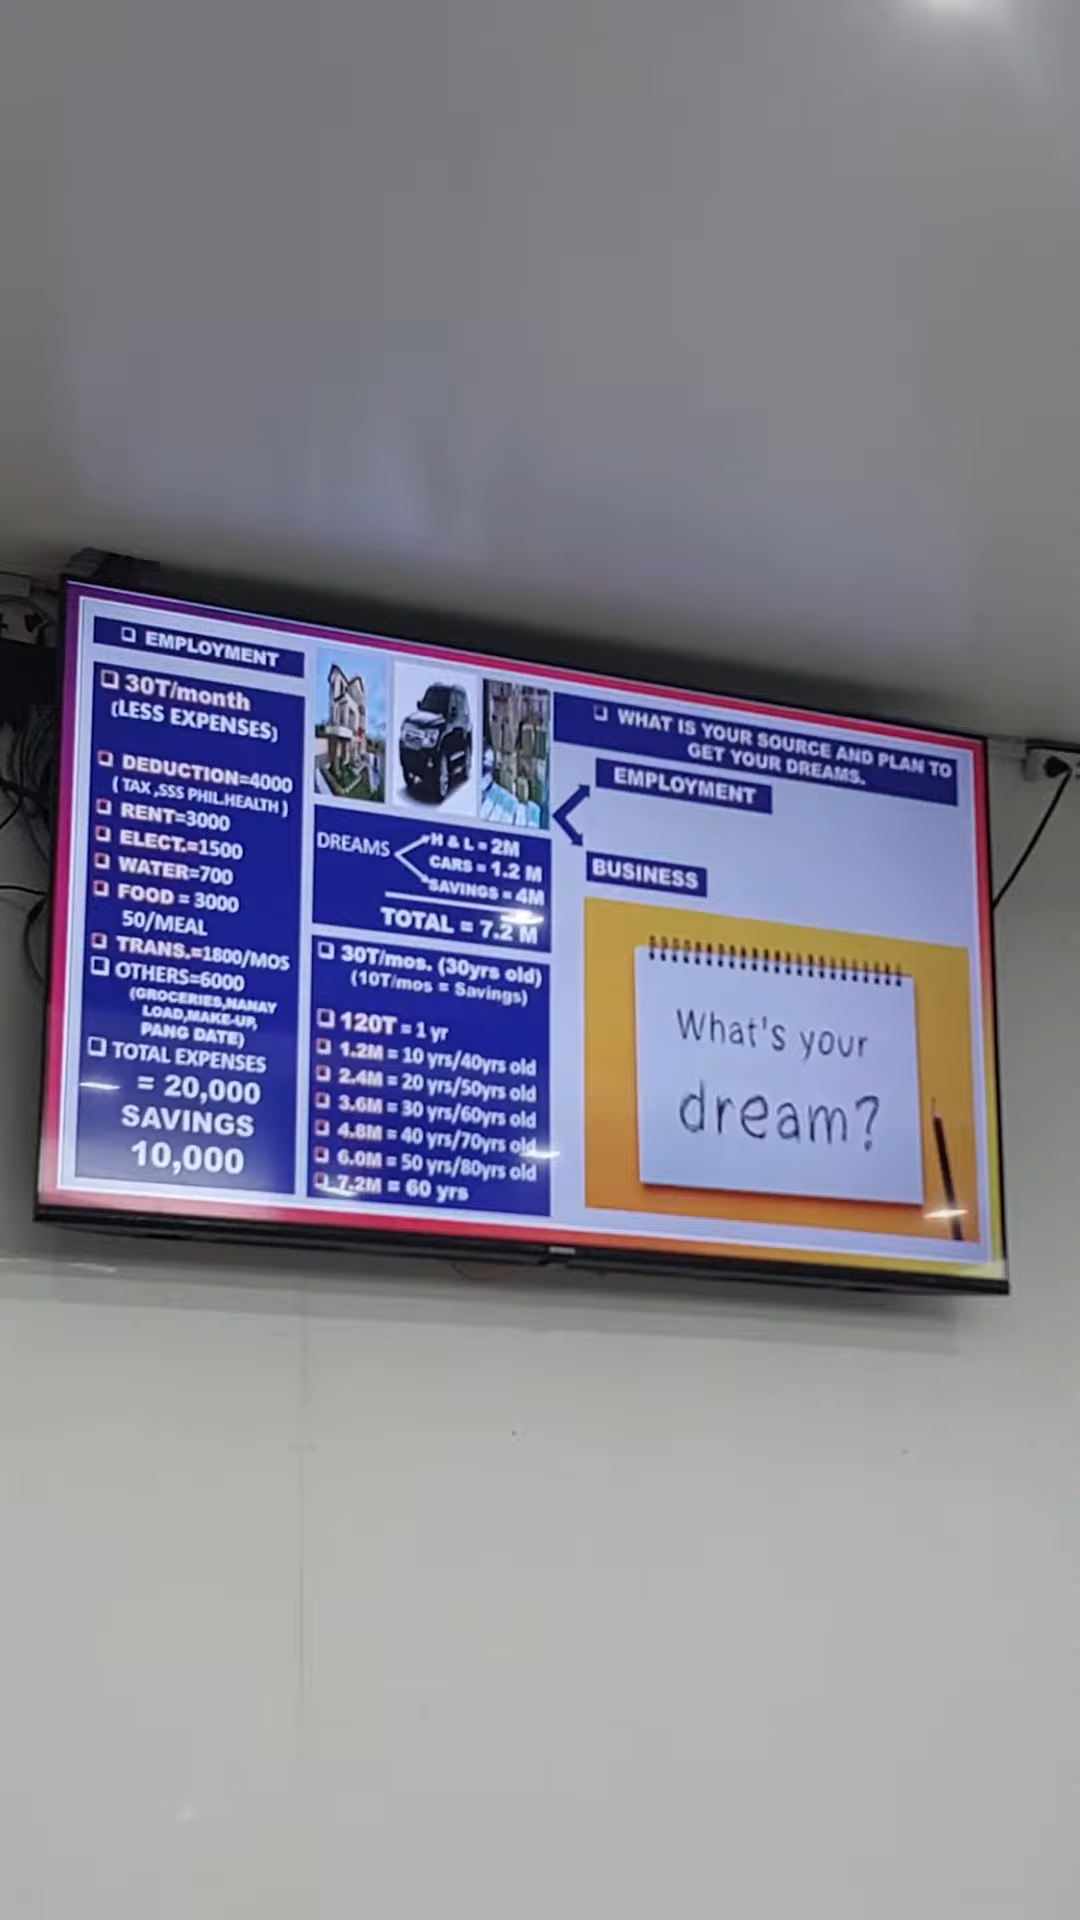 ❑ EMPLOYMENT
❑ 30T/month
(LESS EXPENSES)
❑ DEDUCTION=4000
( TAX ,SSS PHIL.HEALTH )
❑ RENT=3000
❑ ELECT.=1500
❑ WATER=700
❑ FOOD = 3000
50/MEAL
❑ TRANS.=1800/MOS
❑ OTHERS=6000
(GROCERIES,NANAY
LOAD,MAKE-UP,
PANG DATE)
❑ TOTAL EXPENSES
= 20,000
SAVINGS
10,000
DREAMS
H & L = 2M
CARS = 1.2 M
SAVINGS = 4M
TOTAL = 7.2 M
❑ 30T/mos. (30yrs old)
(10T/mos = Savings)
❑ 120T = 1 yr
❑ 1.2M = 10 yrs/40yrs old
❑ 2.4M = 20 yrs/50yrs old
❑ 3.6M = 30 yrs/60yrs old
❑ 4.8M = 40 yrs/70yrs old
❑ 6.0M = 50 yrs/80yrs old
❑ 7.2M = 60 yrs
❑ WHAT IS YOUR SOURCE AND PLAN TO
GET YOUR DREAMS.
EMPLOYMENT
BUSINESS
What's your
dream?